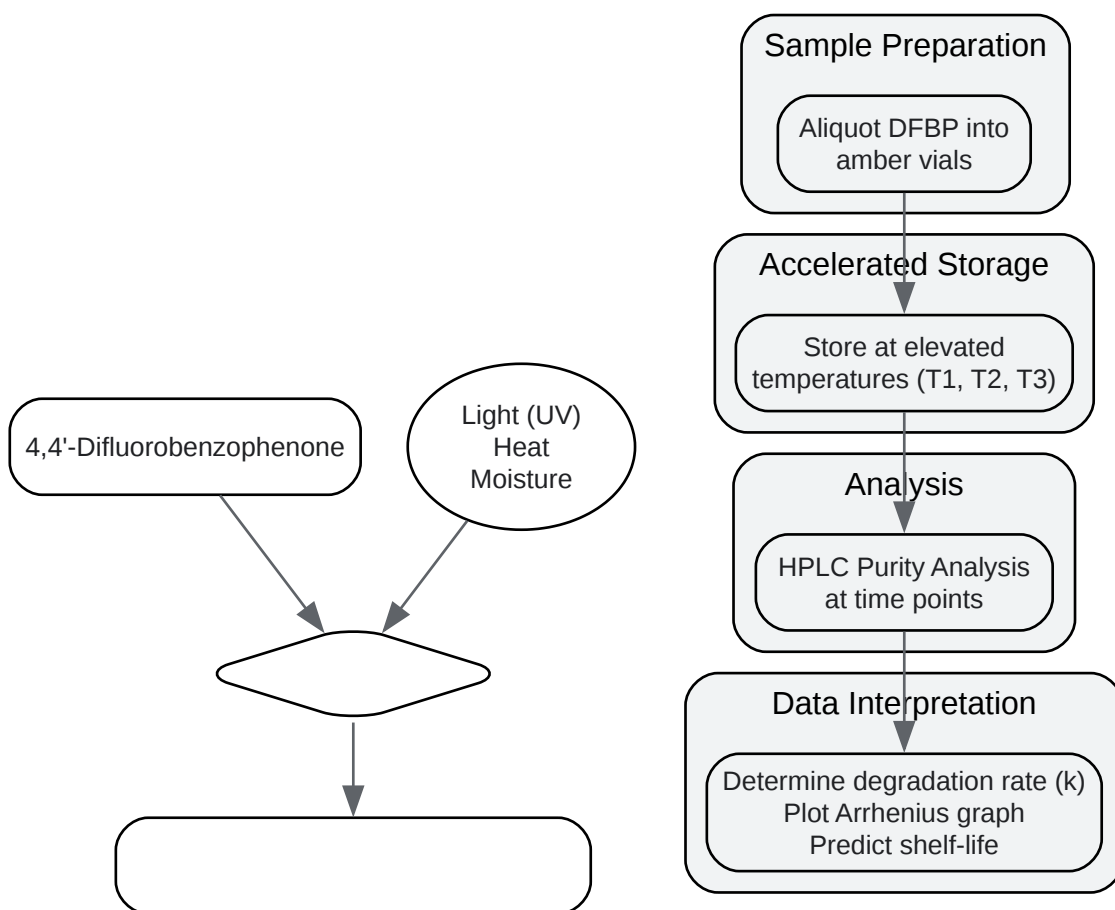 4,4'-Difluorobenzophenone
Light (UV)
Heat
Moisture
Sample Preparation
Aliquot DFBP into
amber vials
Accelerated Storage
Store at elevated
temperatures (T1, T2, T3)
Analysis
HPLC Purity Analysis
at time points
Data Interpretation
Determine degradation rate (k)
Plot Arrhenius graph
Predict shelf-life